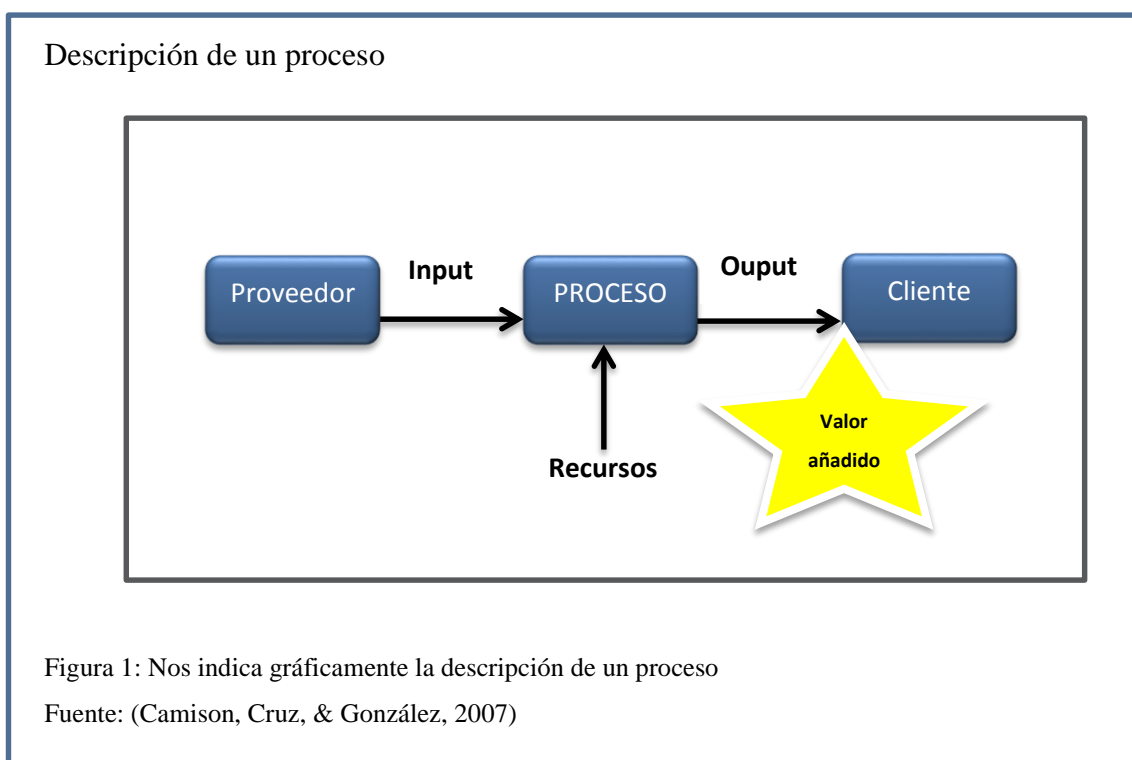 Descripción de un proceso
Input
Ouput
Proveedor
PROCESO
Cliente
Valor
añadido
Recursos
Figura 1: Nos indica gráficamente la descripción de un proceso
Fuente: (Camison, Cruz, & González, 2007)